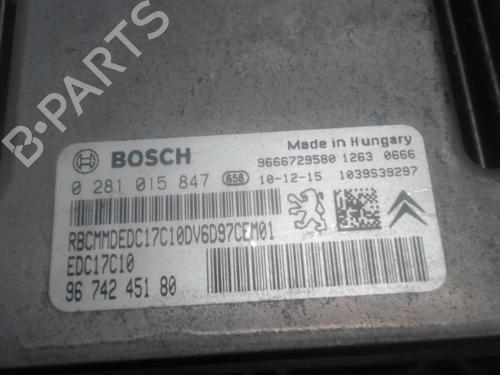 B-PARTS
BOSCH
Made in Hungary
9666729580 1263 0666
0 281 015 847 658 10-12-15 1039S39297
RBCMMDEDC17C10DV6D97CEM01
EDC17C10
96 742 451 80